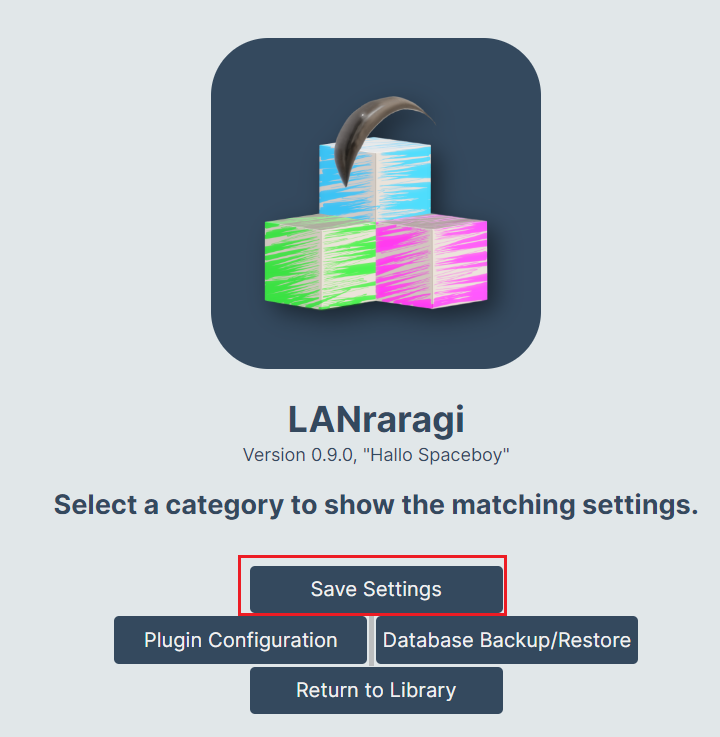 LANraragi
Version 0.9.0, "Hallo Spaceboy"
Select a category to show the matching settings.
Save Settings
Plugin Configuration
Database Backup/Restore
Return to Library